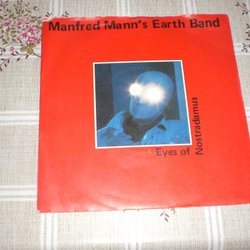 Manfred Mann's Earth Band
Eyes of
Nostradamus